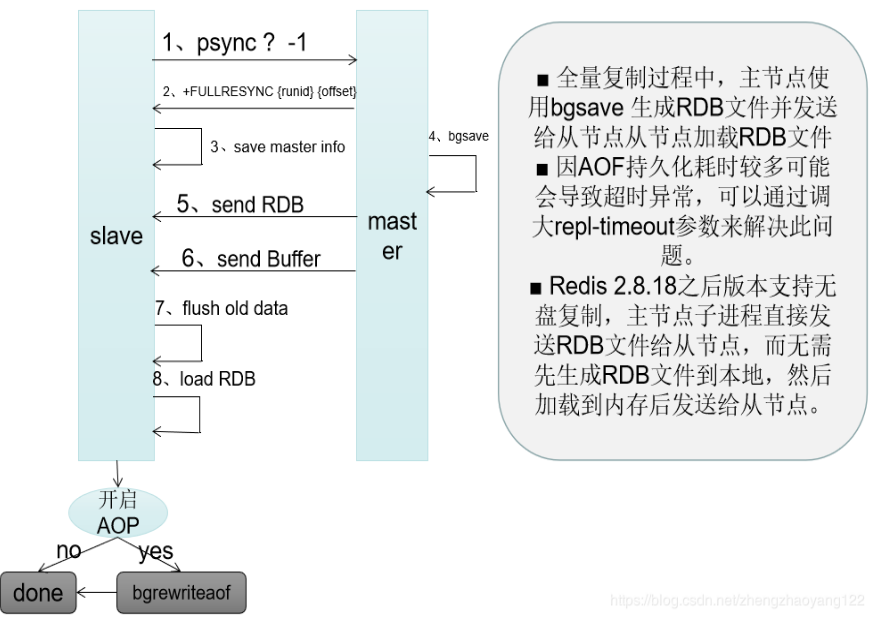 1、psync ? -1
2、+FULLRESYNC {runid} {offset}
3、save master info
4、bgsave
5、send RDB
6、send Buffer
7、flush old data
8、load RDB
slave
mast
er
开启
AOP
no
yes
done
bgrewriteaof
■ 全量复制过程中，主节点使
用bgsave 生成RDB文件并发送
给从节点从节点加载RDB文件
■ 因AOF持久化耗时较多可能
会导致超时异常，可以通过调
大repl-timeout参数来解决此问
题。
■ Redis 2.8.18之后版本支持无
盘复制，主节点子进程直接发
送RDB文件给从节点，而无需
先生成RDB文件到本地，然后
加载到内存后发送给从节点。
https://blog.csdn.net/zhengzhaoyang122